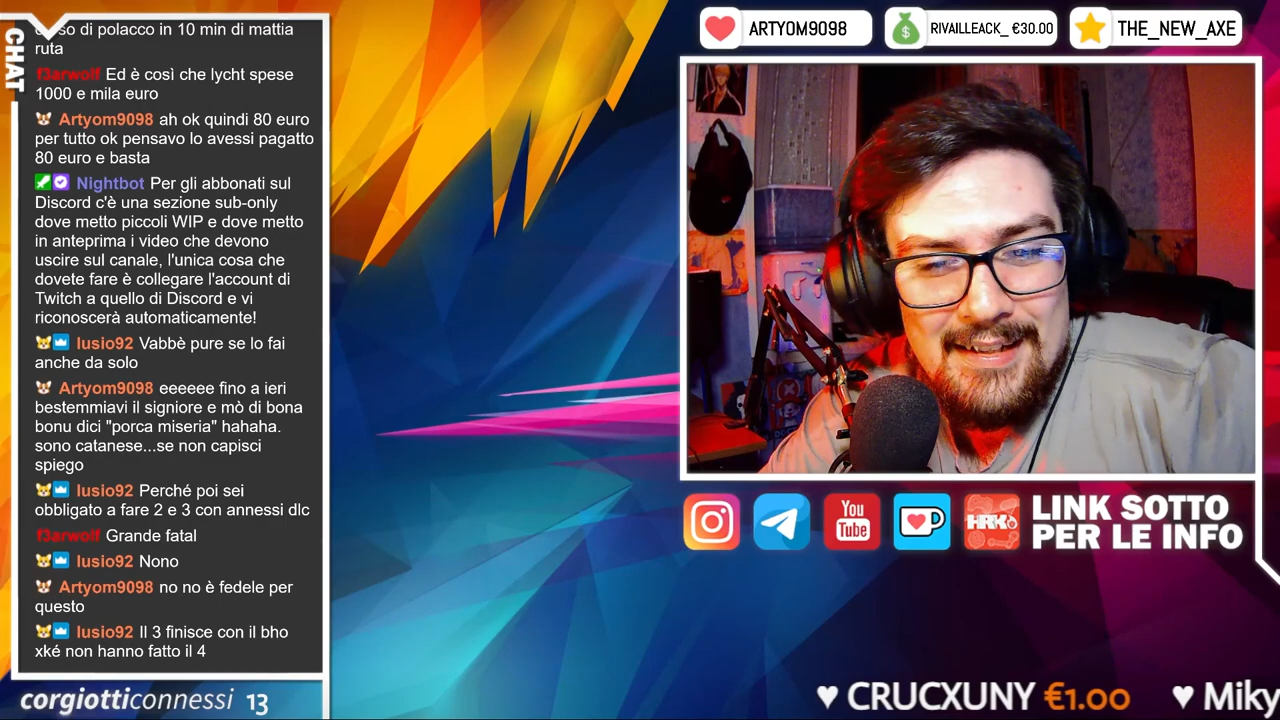 ARTYOM9098
RIVAILLEACK_ €30.00
THE_NEW_AXE
CHAT
so di polacco in 10 min di mattia
ruta
f3arwolf Ed è così che lycht spese
1000 e mila euro
Artyom9098 ah ok quindi 80 euro
per tutto ok pensavo lo avessi pagatto
80 euro e basta
Nightbot Per gli abbonati sul
Discord c'è una sezione sub-only
dove metto piccoli WIP e dove metto
in anteprima i video che devono
uscire sul canale, l'unica cosa che
dovete fare è collegare l'account di
Twitch a quello di Discord e vi
riconoscerà automaticamente!
lusio92 Vabbè pure se lo fai
anche da solo
Artyom9098 eeeeee fino a ieri
bestemmiavi il signiore e mò di bona
bonu dici "porca miseria" hahaha.
sono catanese...se non capisci
spiego
lusio92 Perché poi sei
obbligato a fare 2 e 3 con annessi dlc
f3arwolf Grande fatal
lusio92 Nono
Artyom9098 no no è fedele per
questo
lusio92 Il 3 finisce con il bho
xké non hanno fatto il 4
corgiotticonnessi 13
You
Tube
HRK
LINK SOTTO
PER LE INFO
♥ CRUCXUNY €1.00 ♥ Miky